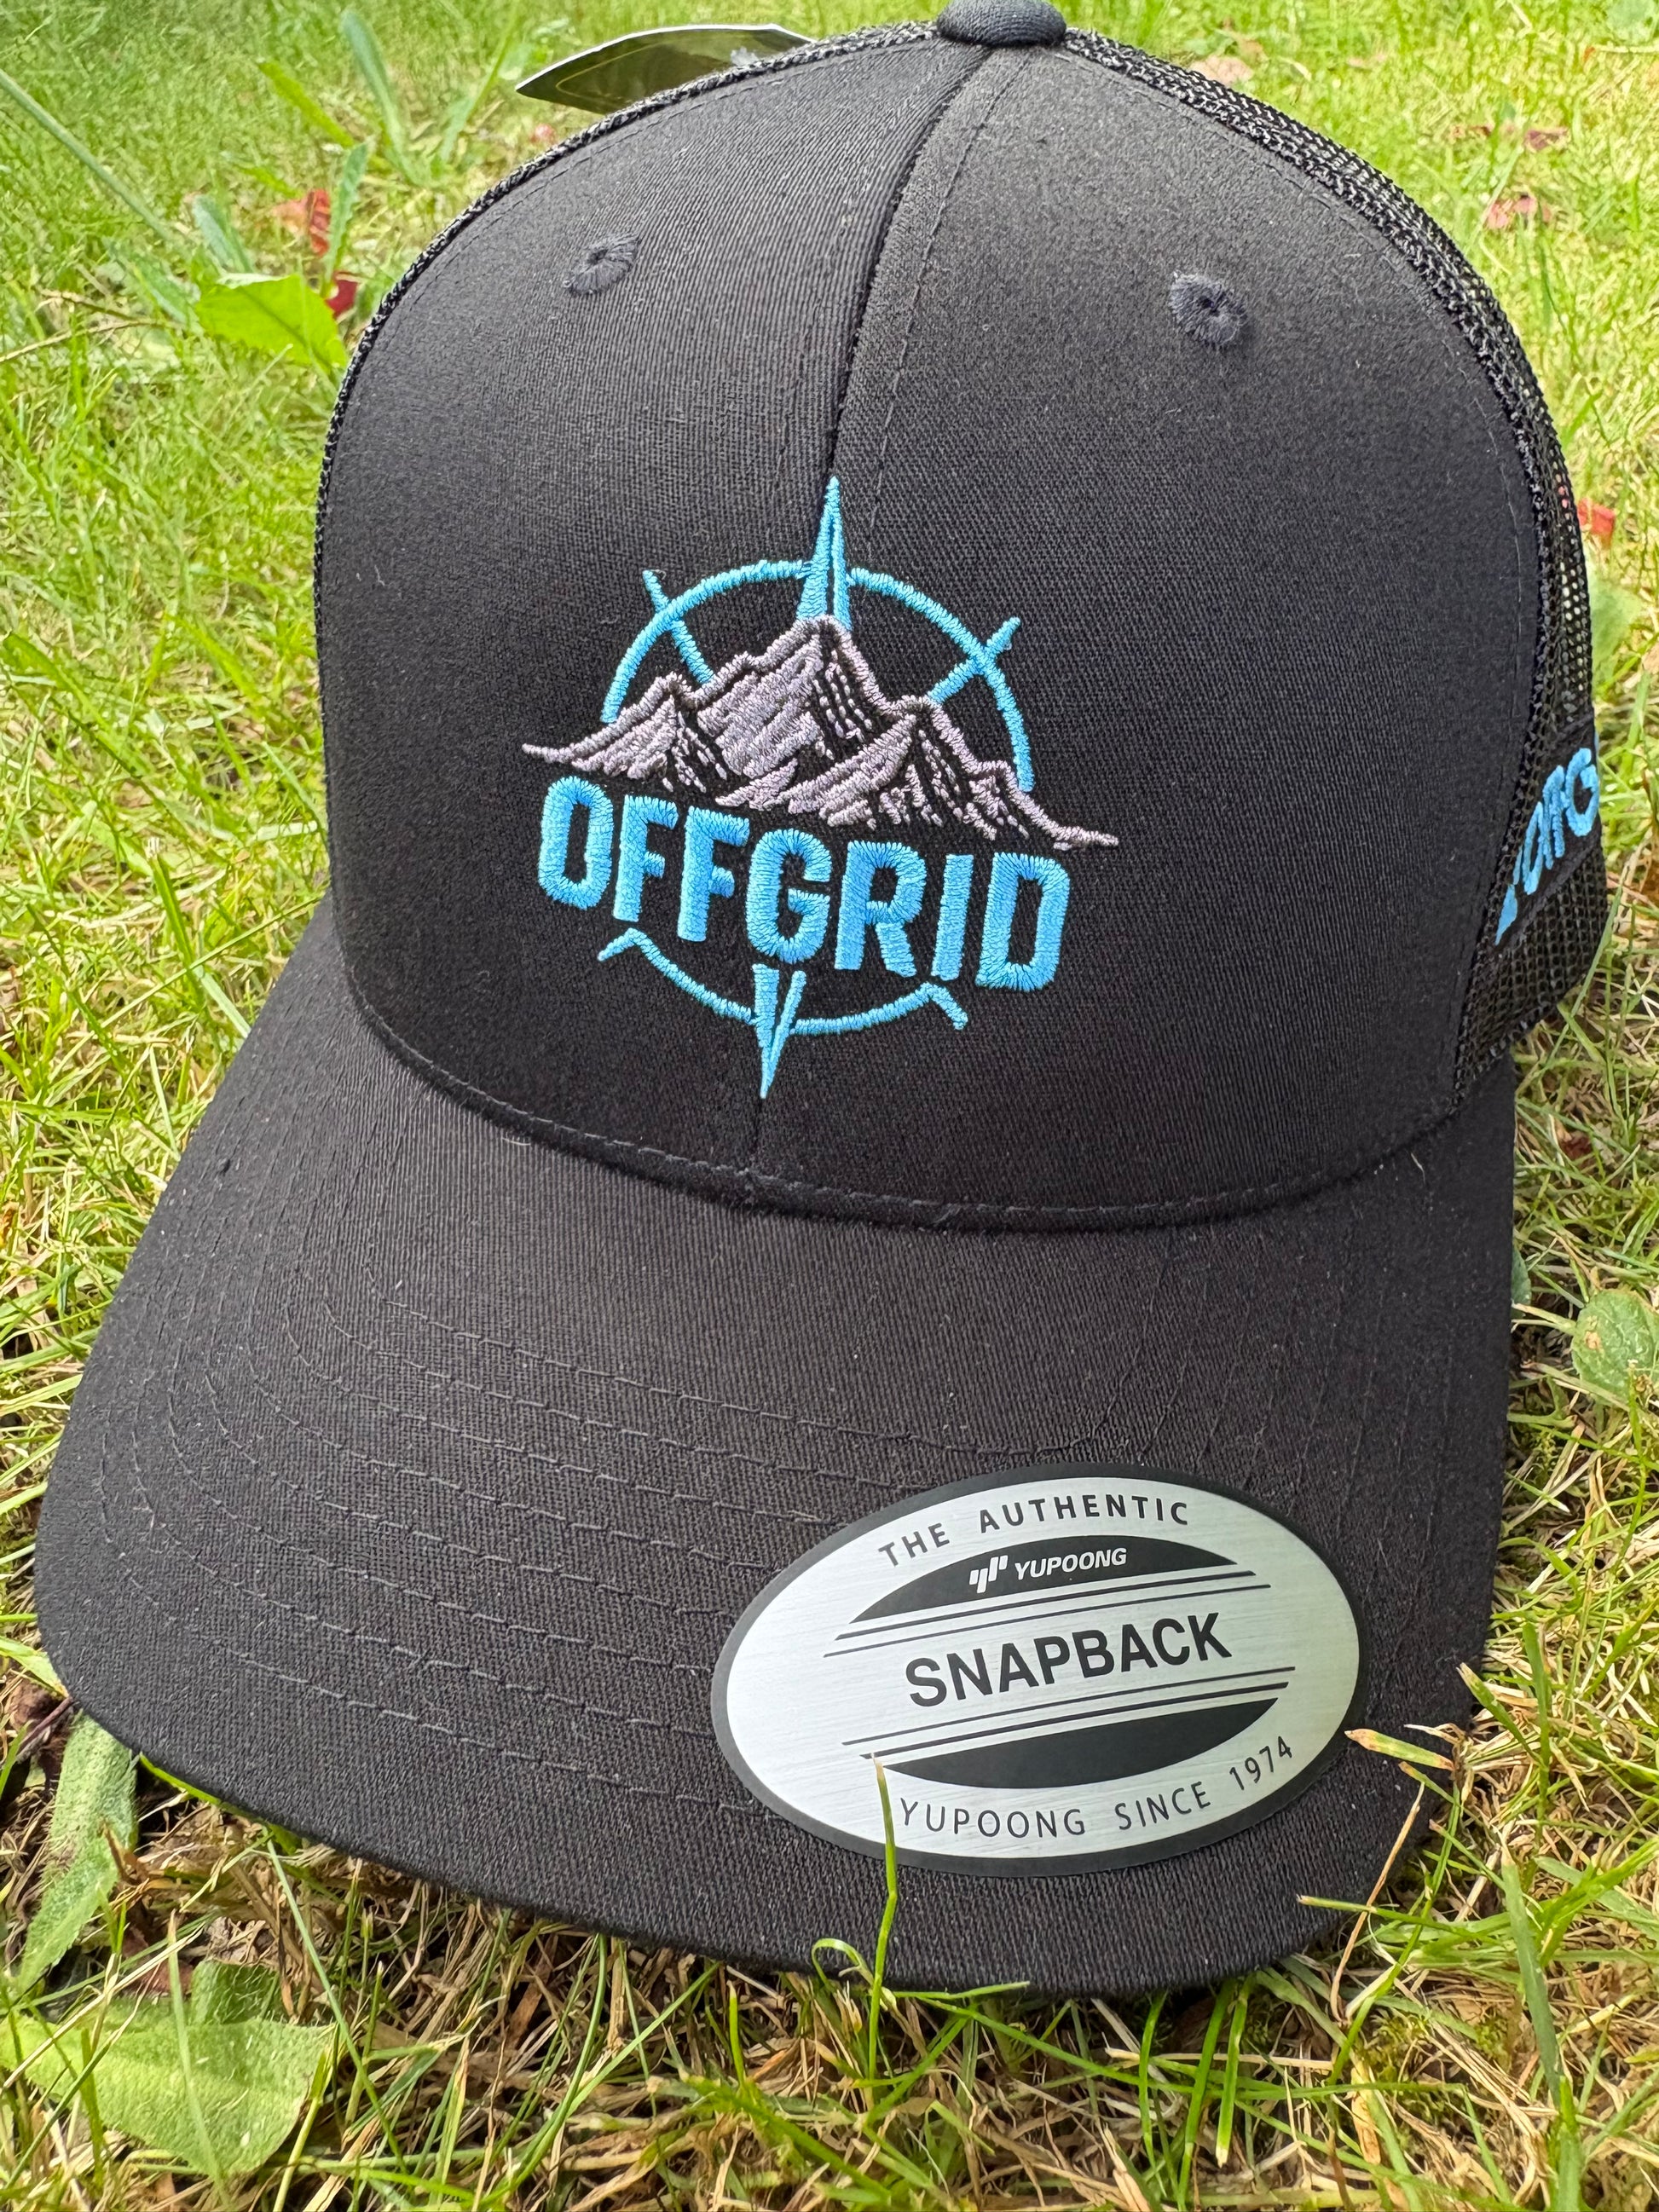 OFFGRID
THE AUTHENTIC
YUPOONG
SNAPBACK
YUPOONG SINCE 1974